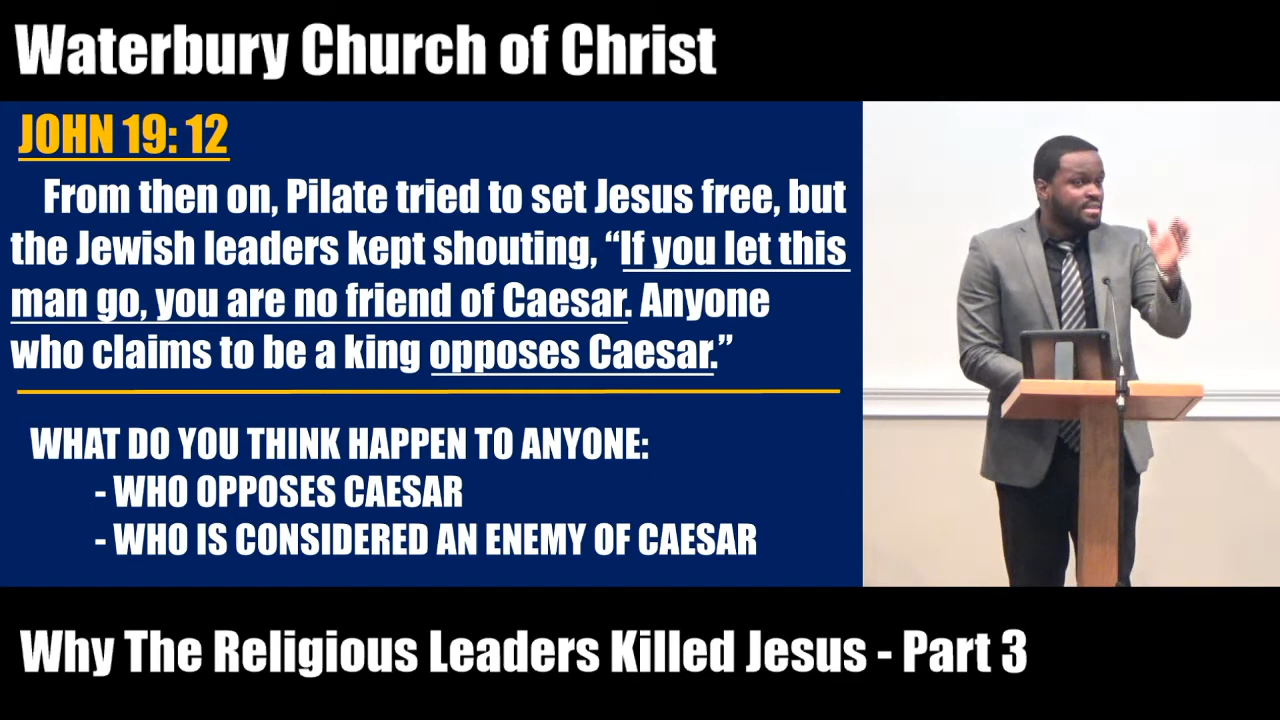 Waterbury Church of Christ
JOHN 19: 12
From then on, Pilate tried to set Jesus free, but
the Jewish leaders kept shouting, “If you let this
man go, you are no friend of Caesar. Anyone
who claims to be a king opposes Caesar.”
WHAT DO YOU THINK HAPPEN TO ANYONE:
- WHO OPPOSES CAESAR
- WHO IS CONSIDERED AN ENEMY OF CAESAR
Why The Religious Leaders Killed Jesus - Part 3